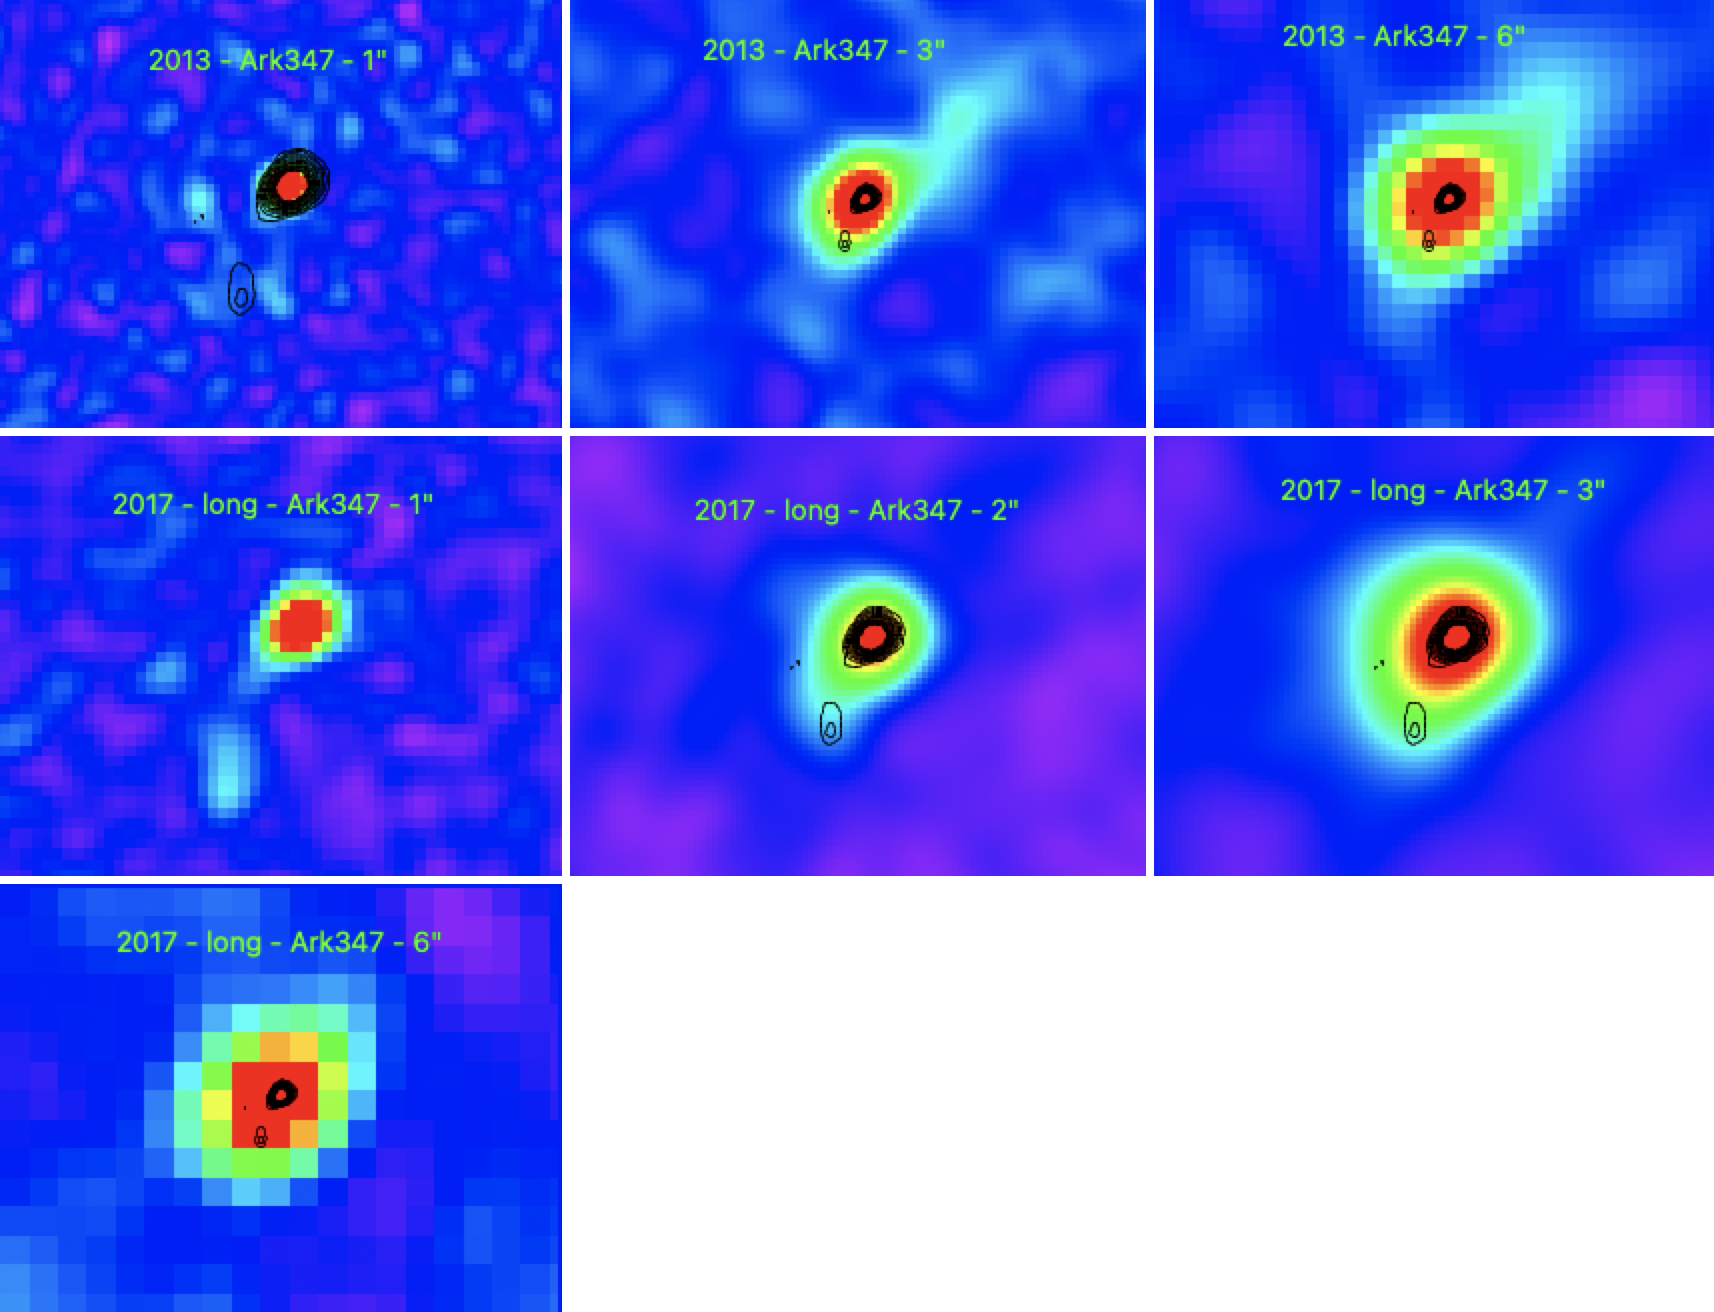 2013 - Ark347 - 1"
2013 - Ark347 - 3"
2013 - Ark347 - 6"
2017 - long - Ark347 - 1"
2017 - long - Ark347 - 2"
2017 - long - Ark347 - 3"
2017 - long - Ark347 - 6"